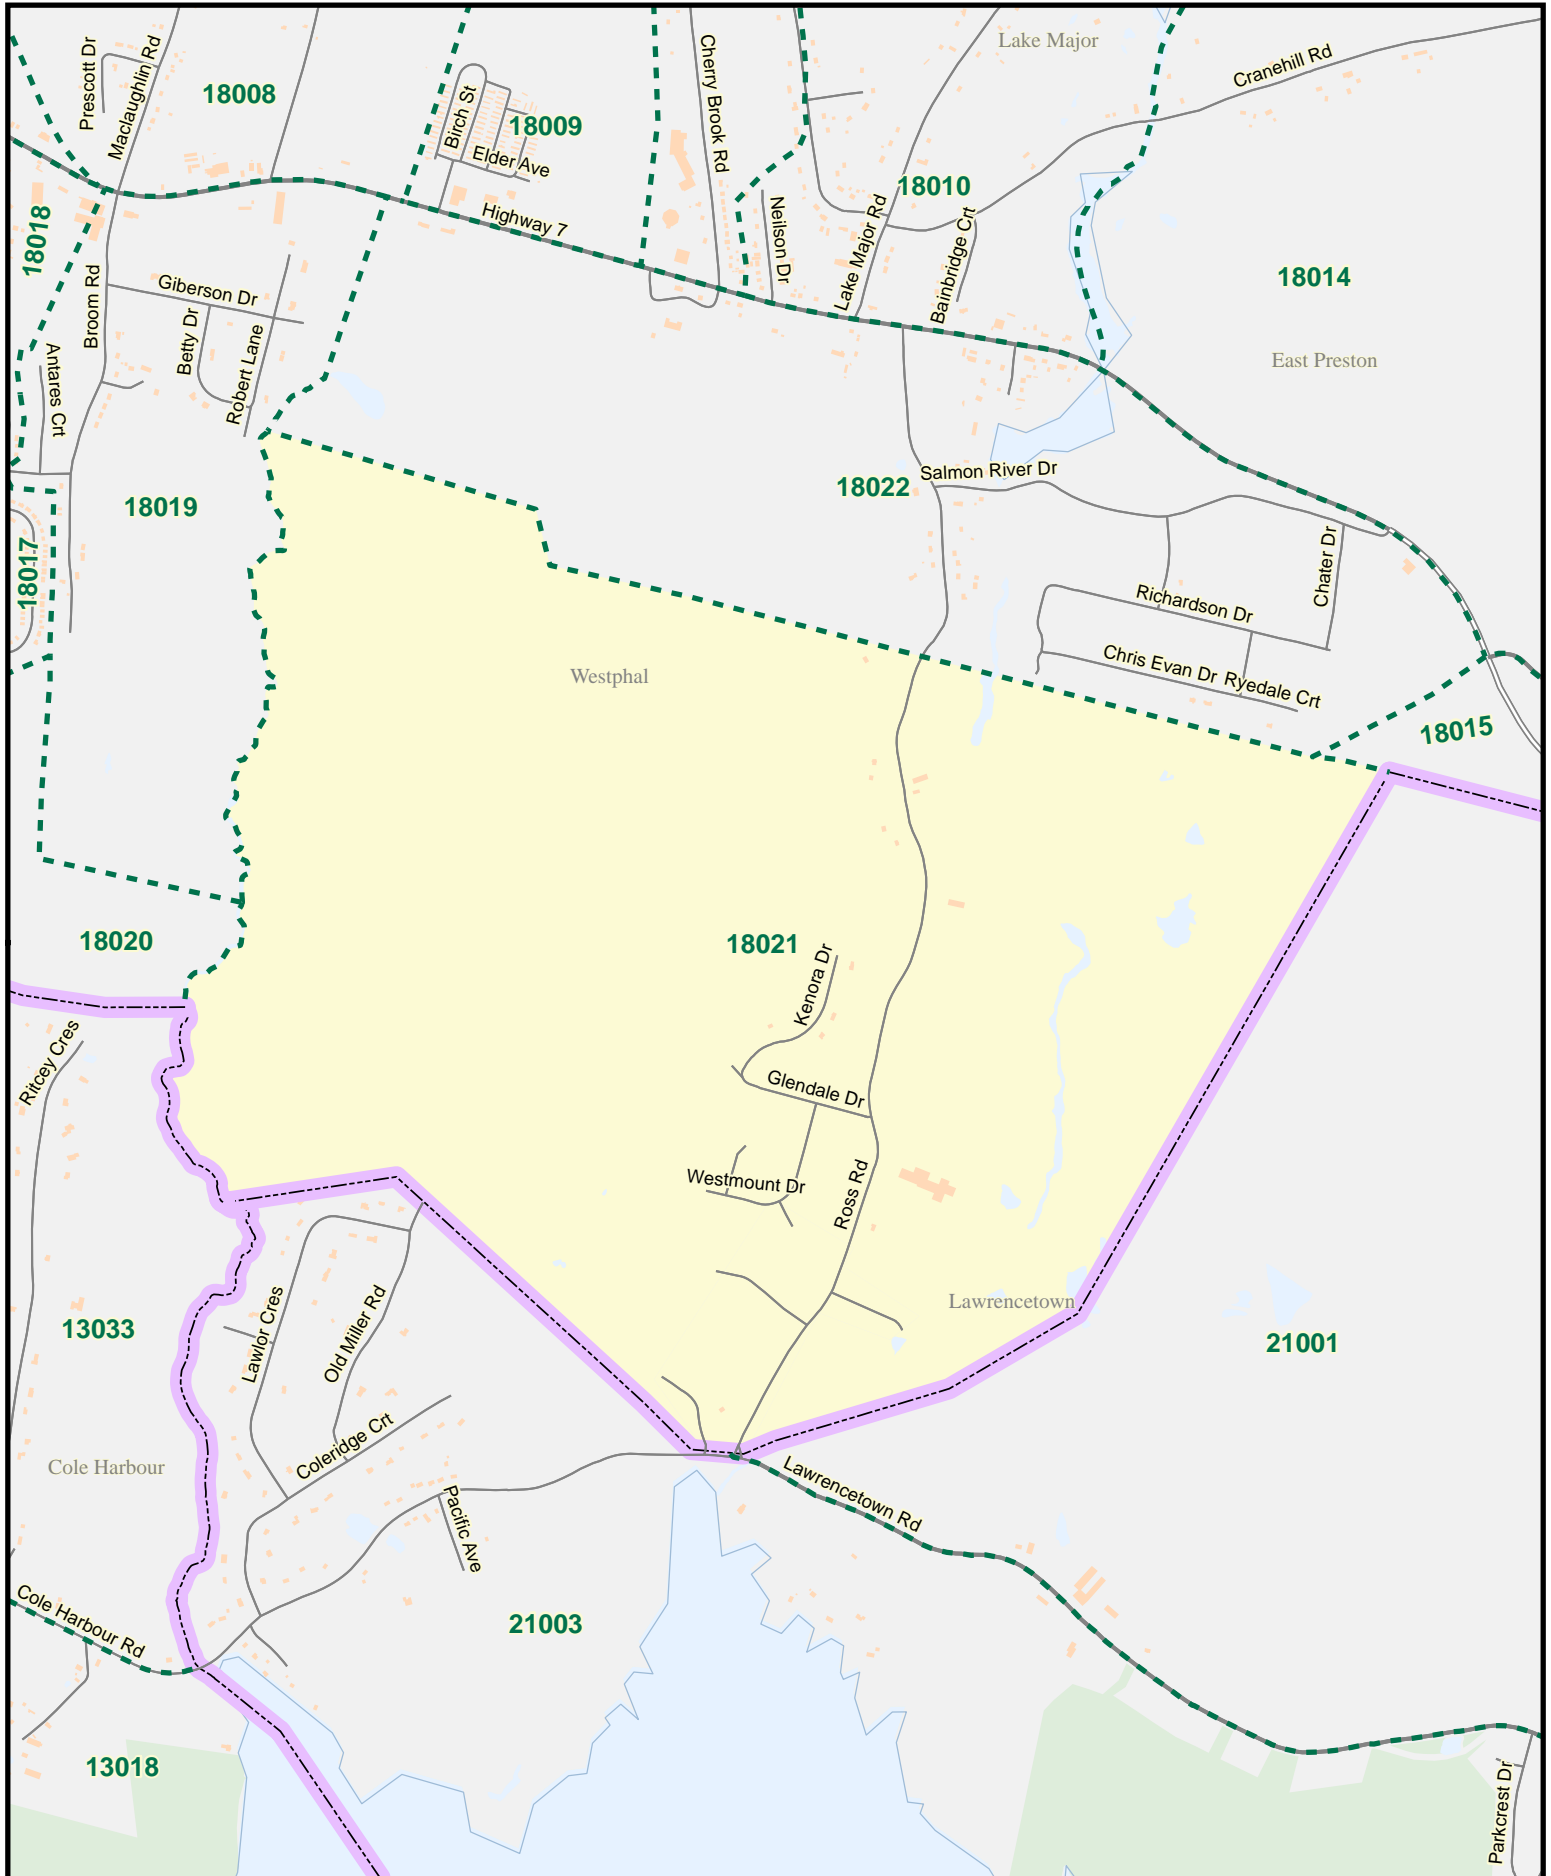 Lake Major
Prescott Dr
Maclaughlin Rd
Cherry Brook Rd
Cranehill Rd
18008
Birch St
18009
Elder Ave
18010
18018
Highway 7
Neilson Dr
Lake Major Rd
Bainbridge Crt
18014
Broom Rd
Giberson Dr
Betty Dr
Robert Lane
Antares Crt
East Preston
18019
18022
Salmon River Dr
18017
Chater Dr
Richardson Dr
Westphal
Chris Evan Dr
Ryedale Crt
18015
18020
18021
Kenora Dr
Ritcey Cres
Glendale Dr
Westmount Dr
Ross Rd
Lawrencetown
13033
Lawlor Cres
Old Miller Rd
21001
Coleridge Crt
Cole Harbour
Lawrencetown Rd
Pacific Ave
Cole Harbour Rd
21003
13018
Parkcrest Dr